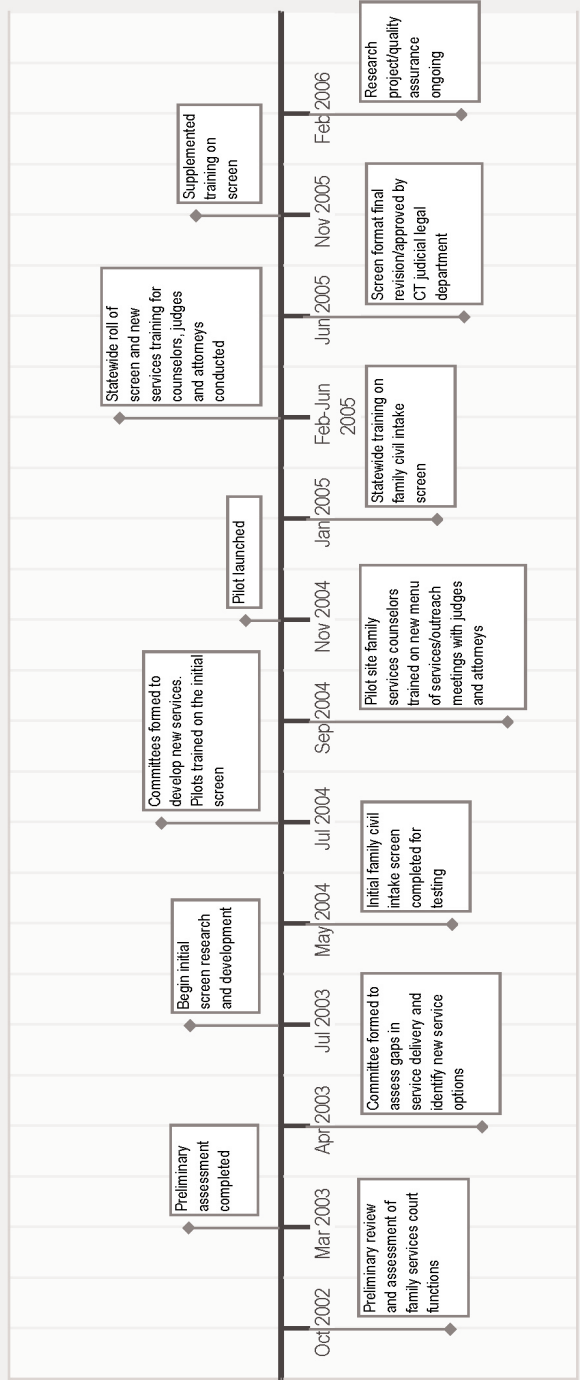 Oct 2002
Preliminary review
and assessment of
family services court
functions
Mar 2003
Preliminary
assessment
completed
Apr 2003
Committee formed to
assess gaps in
service delivery and
identify new service
options
Jul 2003
Begin initial
screen research
and development
May 2004
Initial family civil
intake screen
completed for
testing
Jul 2004
Committees formed to
develop new services.
Pilots trained on the initial
screen
Sep 2004
Pilot site family
services counselors
trained on new menu
of services/outreach
meetings with judges
and attorneys
Nov 2004
Pilot launched
Jan 2005
Statewide training on
family civil intake
screen
Feb-Jun
2005
Statewide roll of
screen and new
services training for
counselors, judges
and attorneys
conducted
Jun 2005
Screen format final
revision/approved by
CT judicial legal
department
Nov 2005
Supplemented
training on
screen
Feb 2006
Research
project/quality
assurance
ongoing